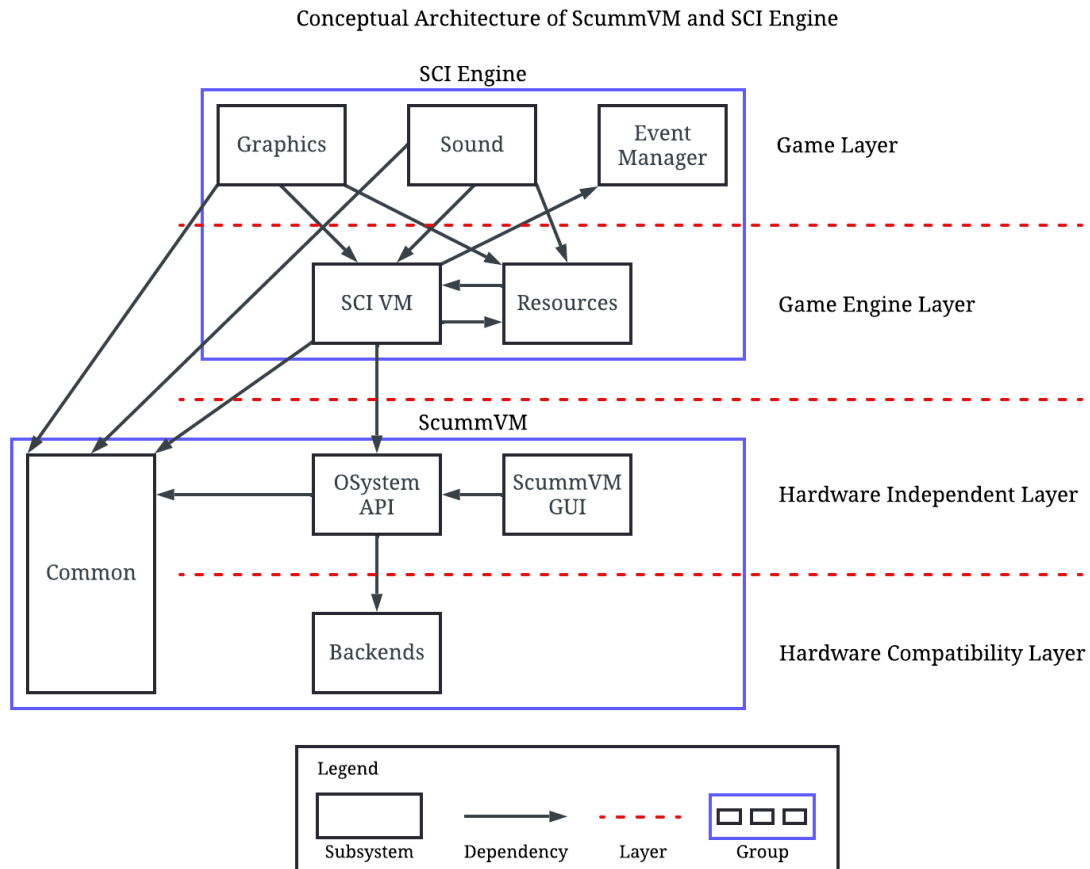 Conceptual Architecture of ScummVM and SCI Engine
SCI Engine
Graphics
Sound
Event
Manager
Game Layer
SCI VM
Resources
Game Engine Layer
ScummVM
Common
OSystem
API
ScummVM
GUI
Hardware Independent Layer
Backends
Hardware Compatibility Layer
Legend
Subsystem
Dependency
Layer
Group